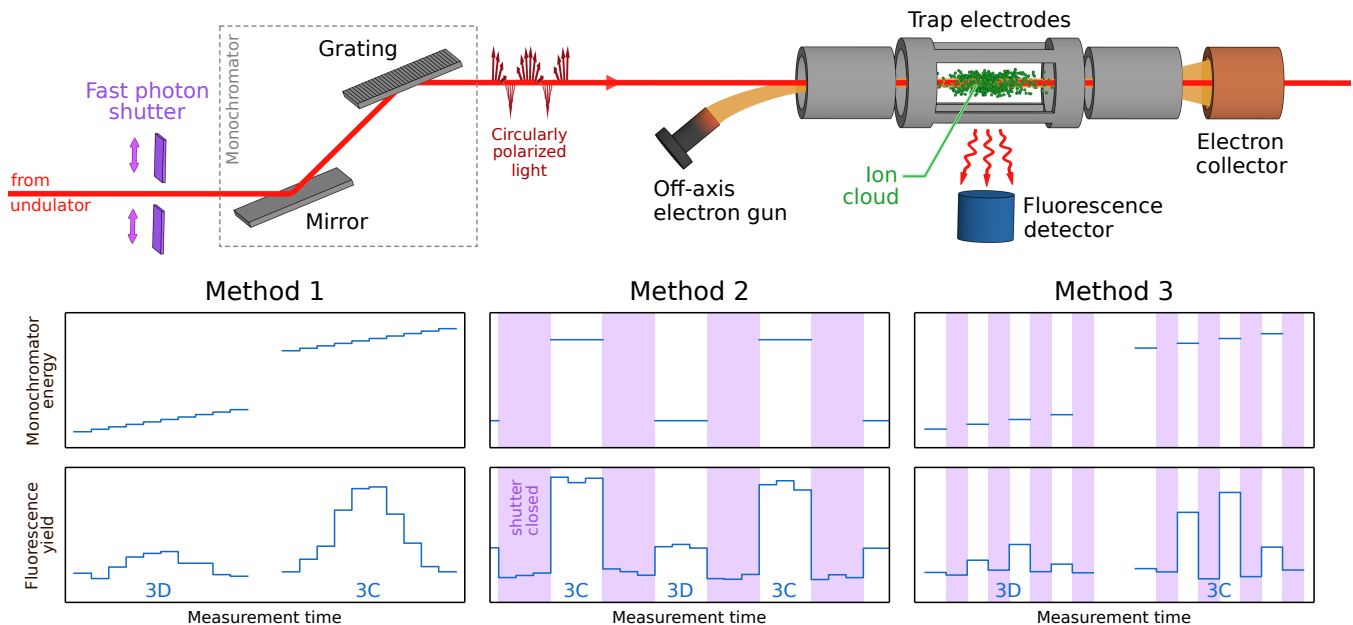 Trap electrodes
Grating
Monochromator
Fast photon
shutter
Circularly
polarized
light
from
undulator
Mirror
Off-axis
electron gun
Ion
cloud
Fluorescence
detector
Electron
collector
Method 1
Method 2
Method 3
Monochromator
energy
Fluorescence
yield
shutter
closed
3D
3C
3C
3D
3C
3D
3C
Measurement time
Measurement time
Measurement time